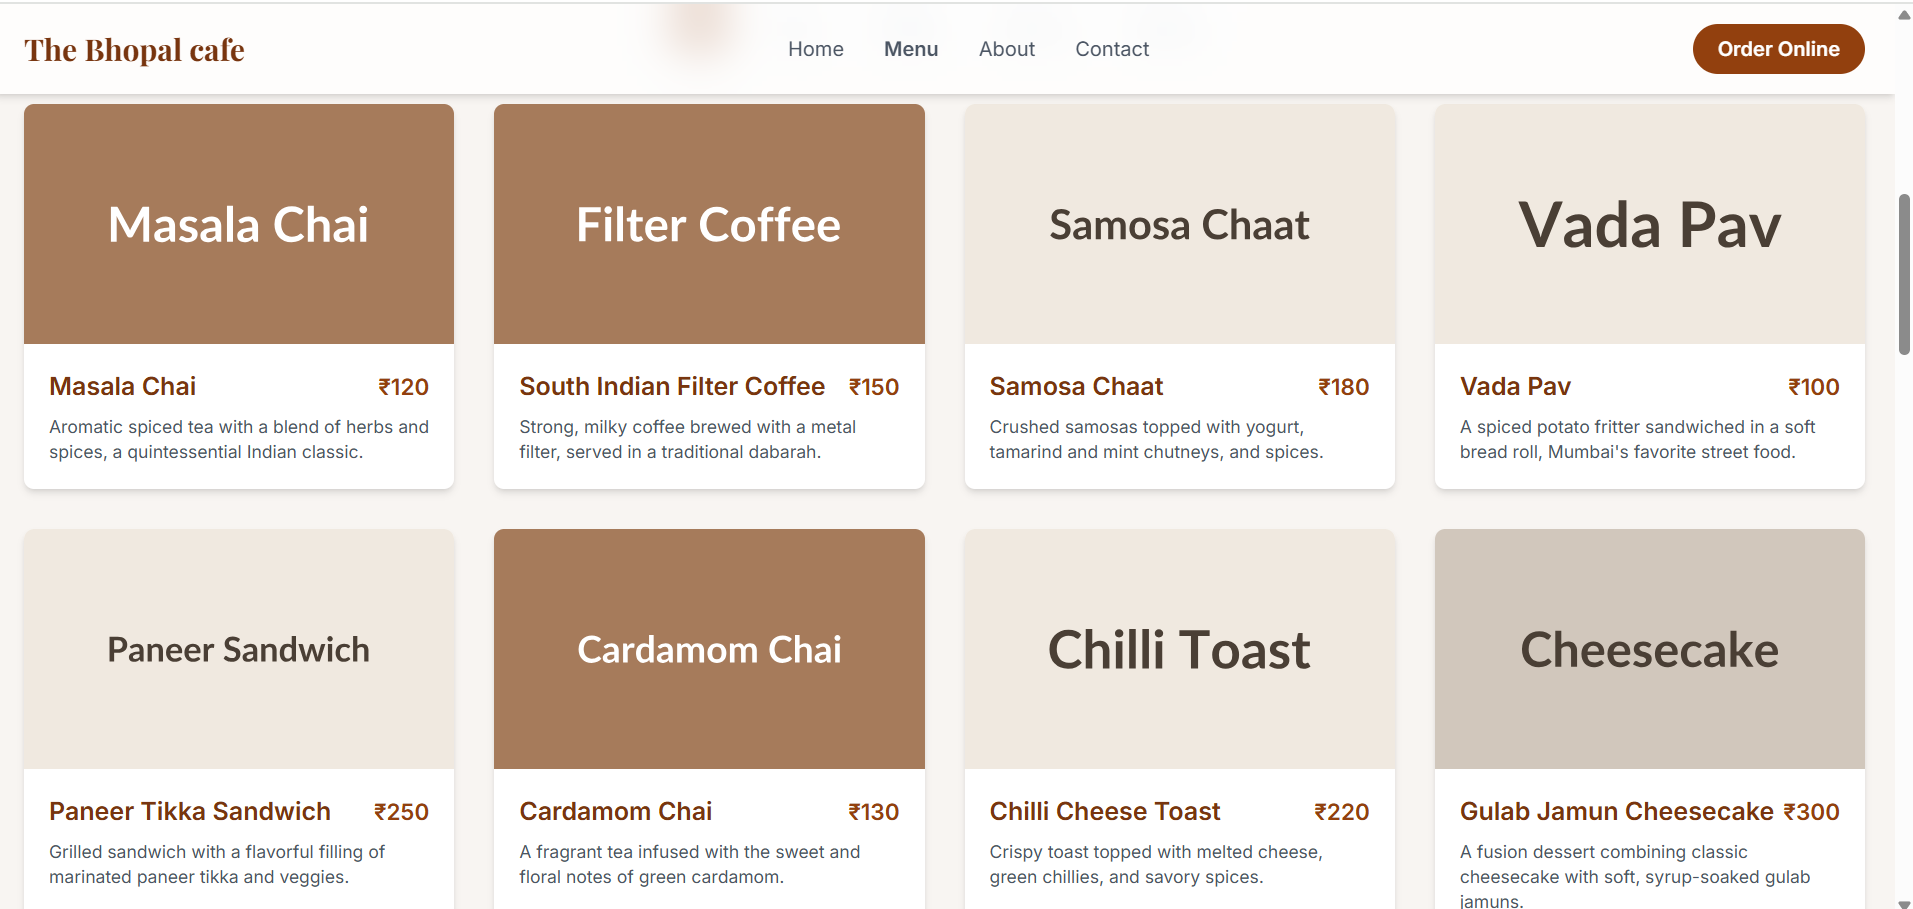 The Bhopal cafe
Home
Menu
About
Contact
Order Online
Masala Chai
Filter Coffee
Samosa Chaat
Vada Pav
Masala Chai ₹120
Aromatic spiced tea with a blend of herbs and
spices, a quintessential Indian classic.
South Indian Filter Coffee ₹150
Strong, milky coffee brewed with a metal
filter, served in a traditional dabarah.
Samosa Chaat ₹180
Crushed samosas topped with yogurt,
tamarind and mint chutneys, and spices.
Vada Pav ₹100
A spiced potato fritter sandwiched in a soft
bread roll, Mumbai's favorite street food.
Paneer Sandwich
Cardamom Chai
Chilli Toast
Cheesecake
Paneer Tikka Sandwich ₹250
Grilled sandwich with a flavorful filling of
marinated paneer tikka and veggies.
Cardamom Chai ₹130
A fragrant tea infused with the sweet and
floral notes of green cardamom.
Chilli Cheese Toast ₹220
Crispy toast topped with melted cheese,
green chillies, and savory spices.
Gulab Jamun Cheesecake ₹300
A fusion dessert combining classic
cheesecake with soft, syrup-soaked gulab
jamuns.